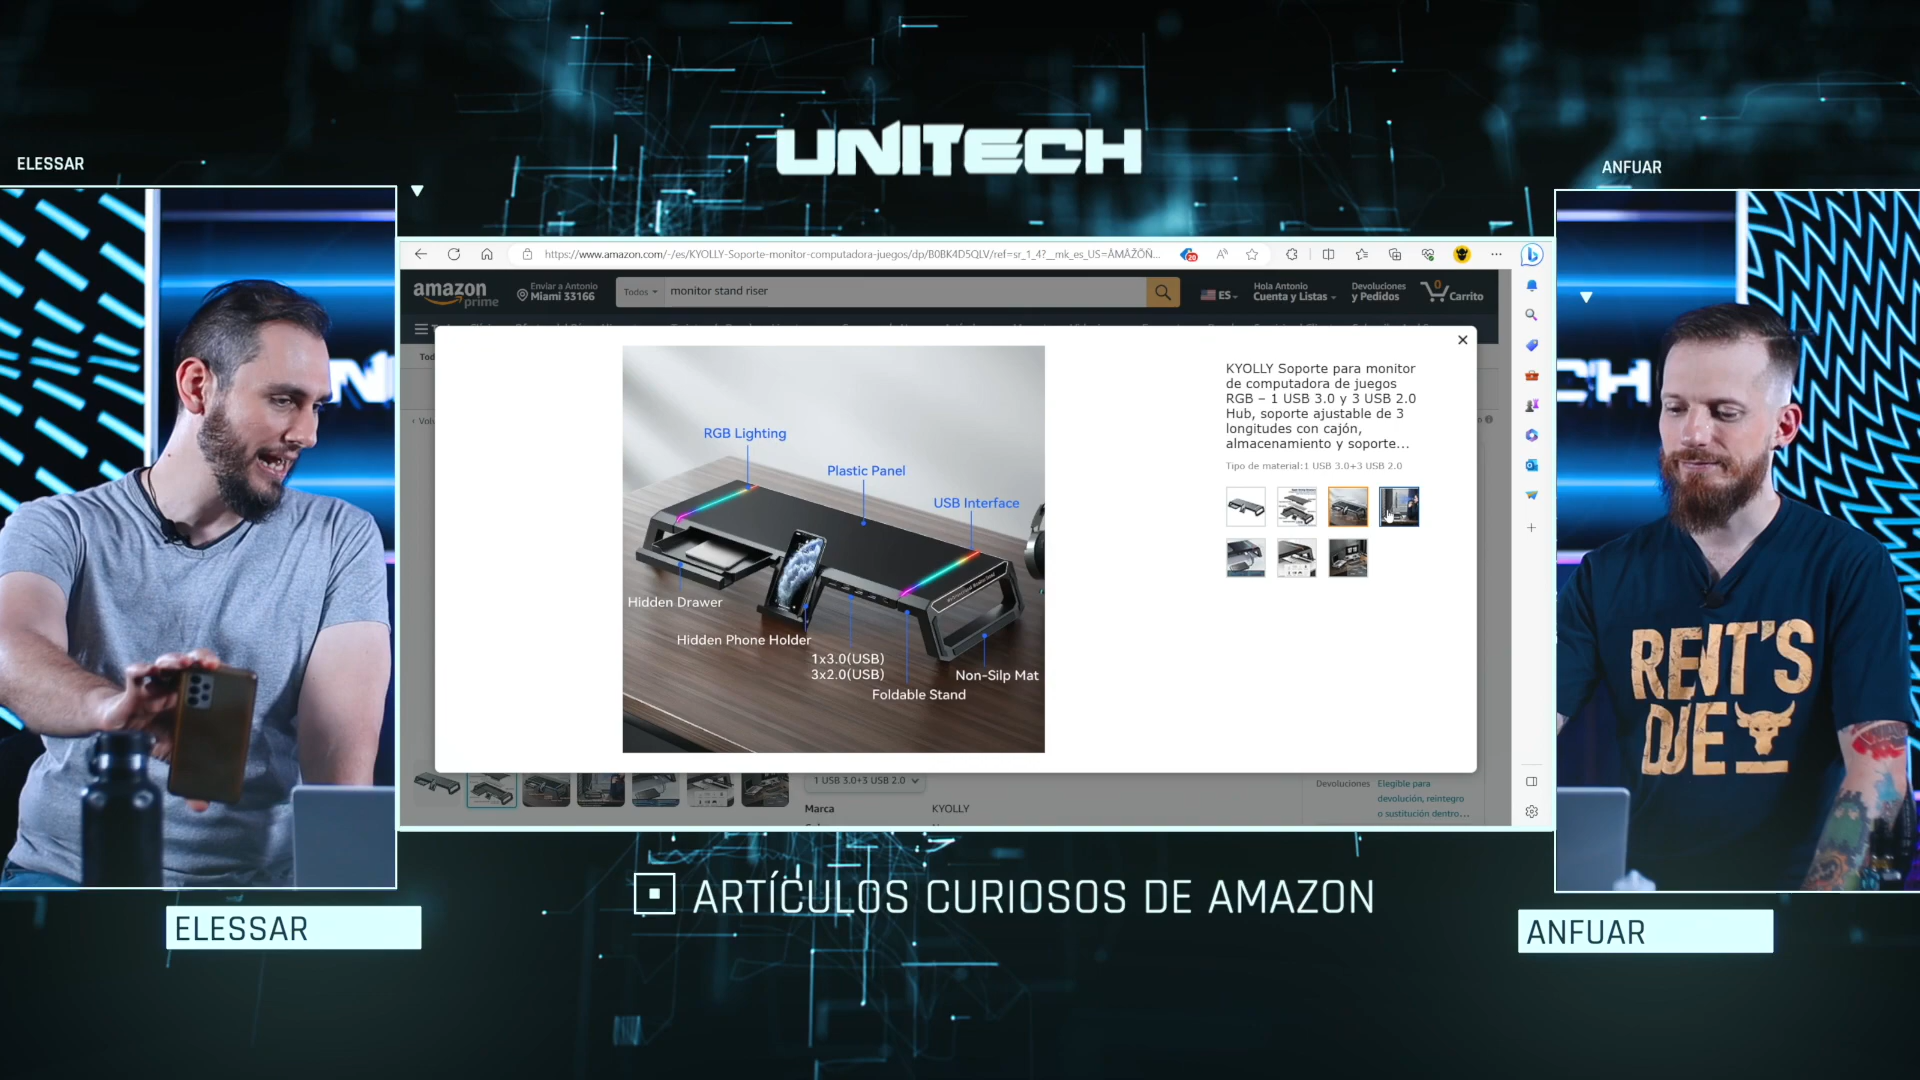 UNITECH
ELESSAR
ANFUAR
https://www.amazon.com/-/es/KYOLLY-Soporte-monitor-computadora-juegos/dp/B0BK4D5QLV/ref=sr_1_4?__mk_es_US=ÅMÅŽÕÑ...
20
amazon
prime
Enviar a Antonio
Miami 33166
Todos
monitor stand riser
ES
Hola Antonio
Cuenta y Listas
Devoluciones
y Pedidos
0
Carrito
KYOLLY Soporte para monitor
de computadora de juegos
RGB – 1 USB 3.0 y 3 USB 2.0
Hub, soporte ajustable de 3
longitudes con cajón,
almacenamiento y soporte...
Tipo de material:1 USB 3.0+3 USB 2.0
RGB Lighting
Plastic Panel
USB Interface
Hidden Drawer
Hidden Phone Holder
1x3.0(USB)
3x2.0(USB)
Non-Silp Mat
Foldable Stand
1 USB 3.0+3 USB 2.0
Marca
KYOLLY
Devoluciones
Elegible para
devolución, reintegro
o sustitución dentro...
RENT'S
DUE
ARTÍCULOS CURIOSOS DE AMAZON
ELESSAR
ANFUAR